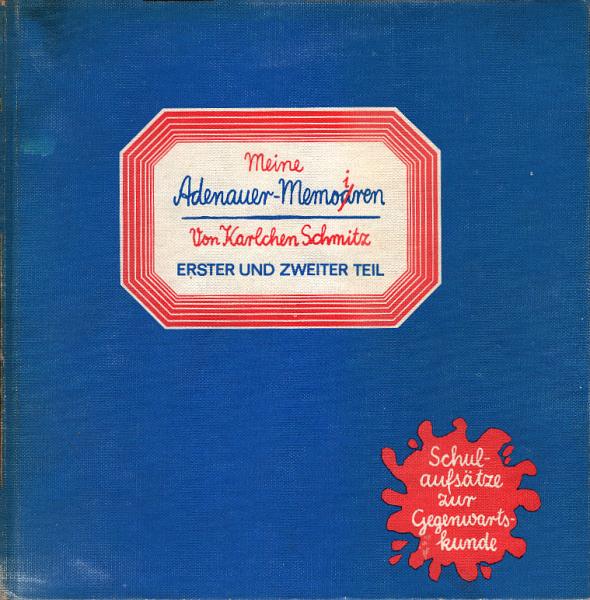 Meine
Adenauer-Memoiren
Von Karlchen Schmitz
ERSTER UND ZWEITER TEIL
Schul-
aufsätze
zur
Gegenwarts-
kunde